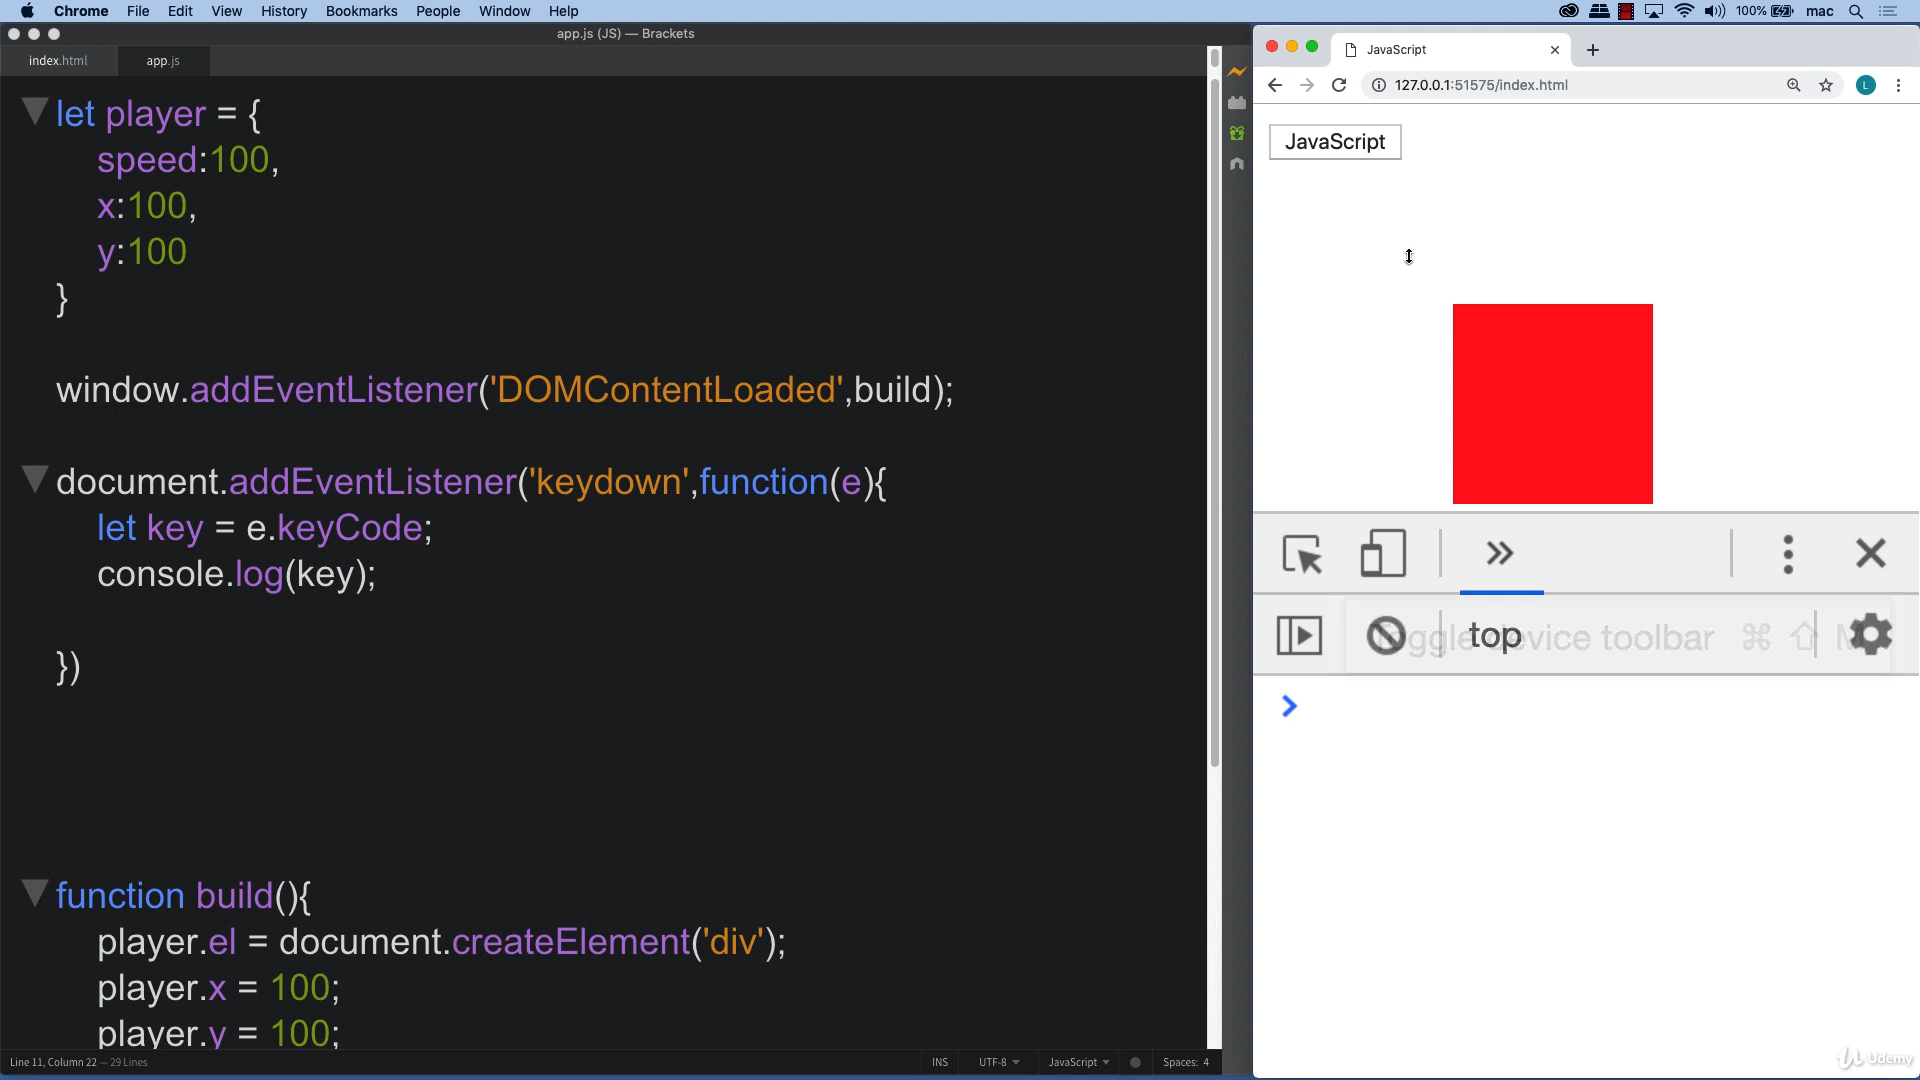 Chrome File Edit View History Bookmarks People Window Help
100% mac
app.js (JS) — Brackets
index.html app.js
let player = {
speed:100,
x:100,
y:100
}
window.addEventListener('DOMContentLoaded',build);
document.addEventListener('keydown',function(e){
let key = e.keyCode;
console.log(key);
})
function build(){
player.el = document.createElement('div');
player.x = 100;
player.y = 100;
Line 11, Column 22 — 29 Lines
INS UTF-8 JavaScript Spaces: 4
JavaScript
127.0.0.1:51575/index.html
L
JavaScript
top
device toolbar ⌘ ⇧ M
Udemy